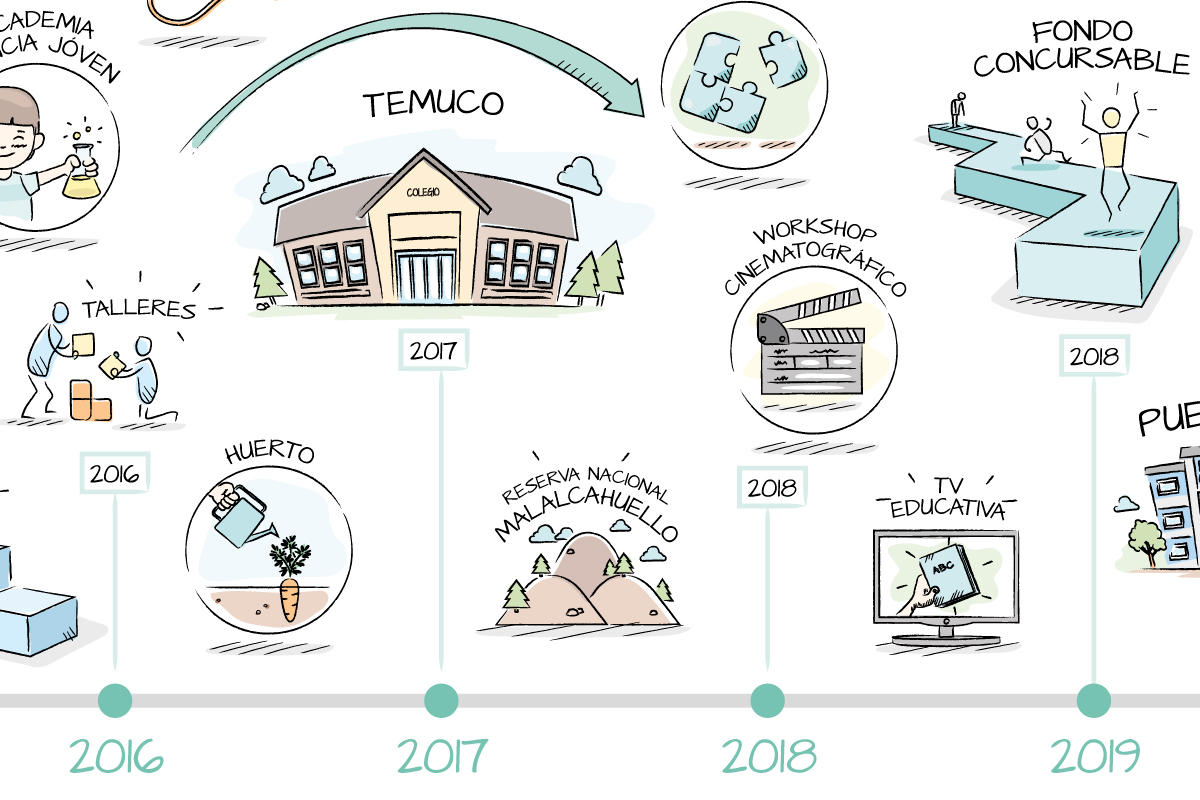 CADEMIA
CIA JÓVEN
TEMUCO
COLEGIO
FONDO
CONCURSABLE
WORKSHOP
CINEMATOGRÁFICO
TALLERES
2017
2018
PUE
2016
HUERTO
RESERVA NACIONAL
MALALCAHUELLO
2018
TV
EDUCATIVA
ABC
2016
2017
2018
2019